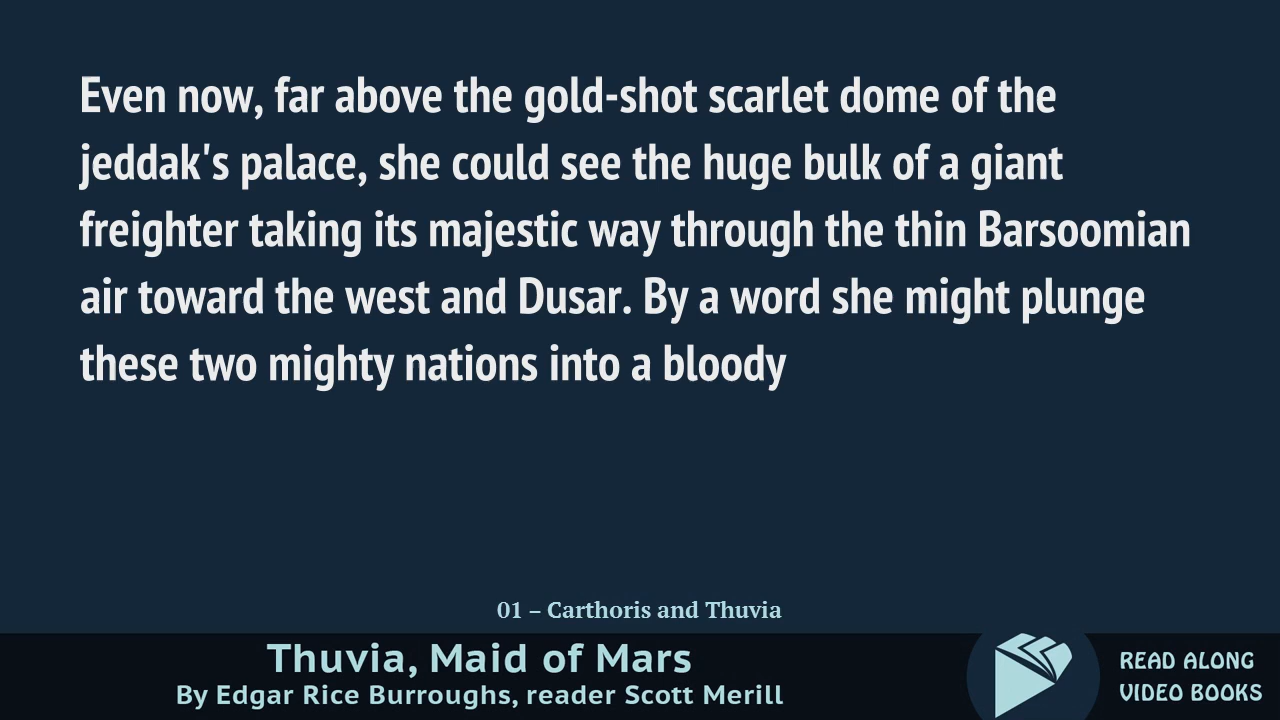 Even now, far above the gold-shot scarlet dome of the
jeddak's palace, she could see the huge bulk of a giant
freighter taking its majestic way through the thin Barsoomian
air toward the west and Dusar. By a word she might plunge
these two mighty nations into a bloody
01 – Carthoris and Thuvia
Thuvia, Maid of Mars
By Edgar Rice Burroughs, reader Scott Merill
READ ALONG
VIDEO BOOKS